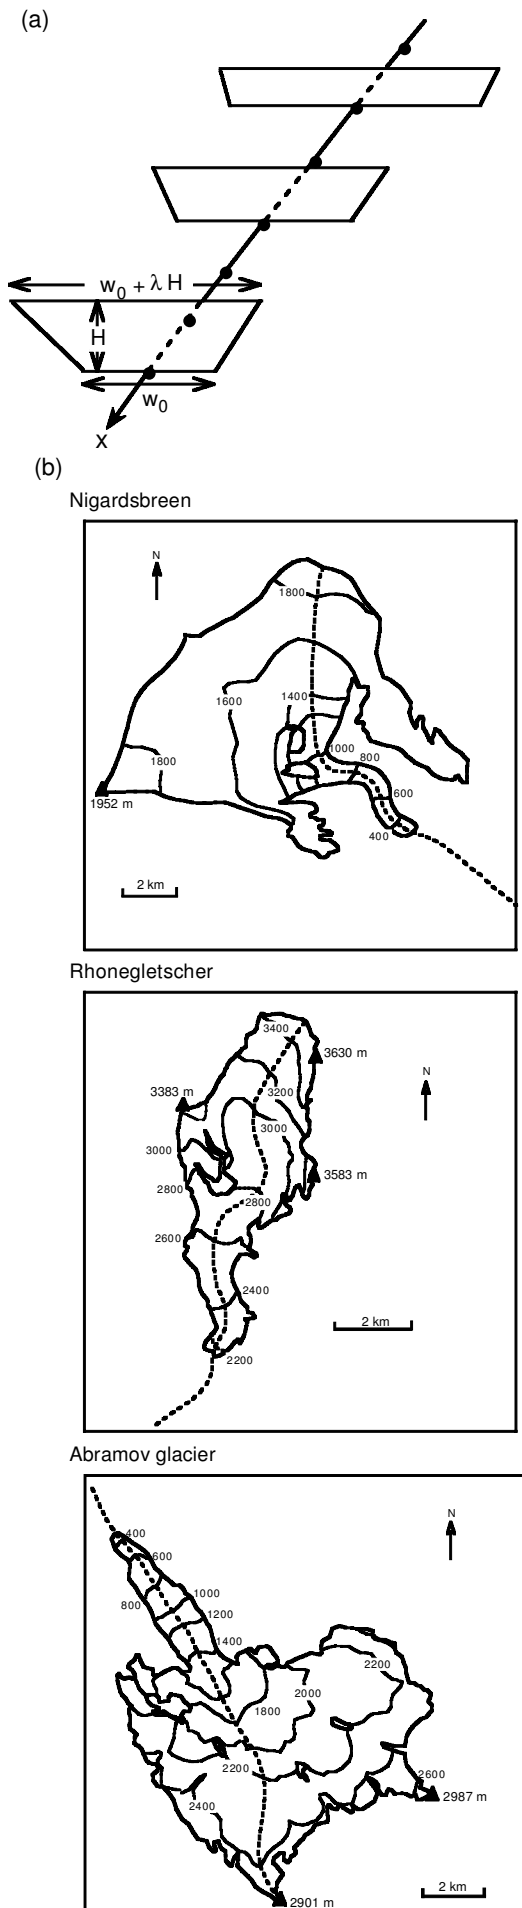 (a)
w0 + λ H
H
w0
x
(b)
Nigardsbreen
N
1800
1600
1400
1800
1000
800
1952 m
600
400
2 km
Rhonegletscher
3400
3630 m
N
3383 m
3200
3000
3000
3583 m
2800
2800
2600
2400
2 km
2200
Abramov glacier
N
400
600
1000
800
1200
1400
2200
2000
1800
2200
2600
2987 m
2400
2 km
2901 m